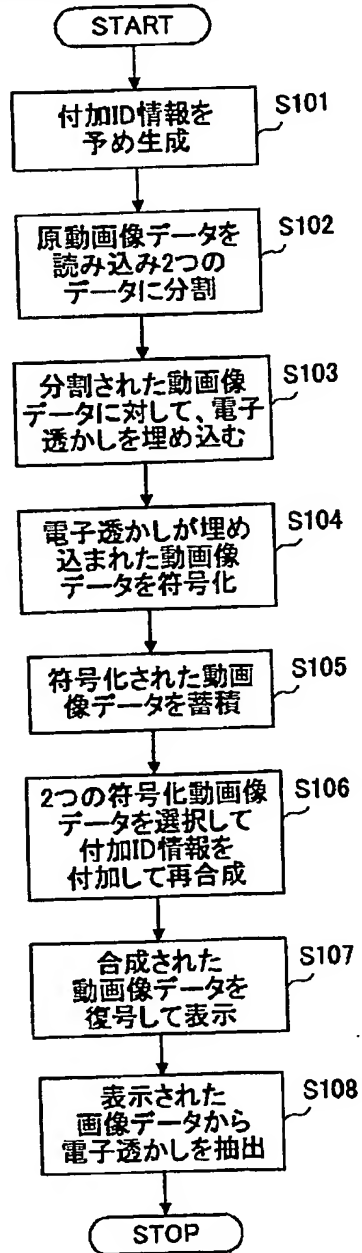 START
付加ID情報を
予め生成
S101
原動画像データを
読み込み2つの
データに分割
S102
分割された動画像
データに対して、電子
透かしを埋め込む
S103
電子透かしが埋め
込まれた動画像
データを符号化
S104
符号化された動画
像データを蓄積
S105
2つの符号化動画像
データを選択して
付加ID情報を
付加して再合成
S106
合成された
動画像データを
復号して表示
S107
表示された
画像データから
電子透かしを抽出
S108
STOP